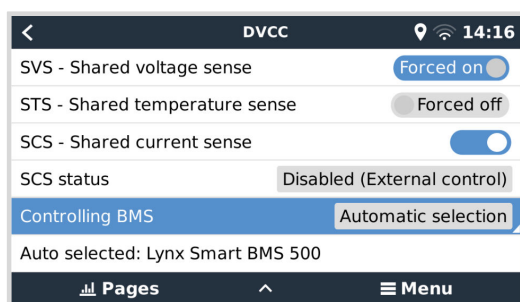 DVCC 14:16
SVS - Shared voltage sense Forced on
STS - Shared temperature sense Forced off
SCS - Shared current sense
SCS status Disabled (External control)
Controlling BMS Automatic selection
Auto selected: Lynx Smart BMS 500
Pages Menu